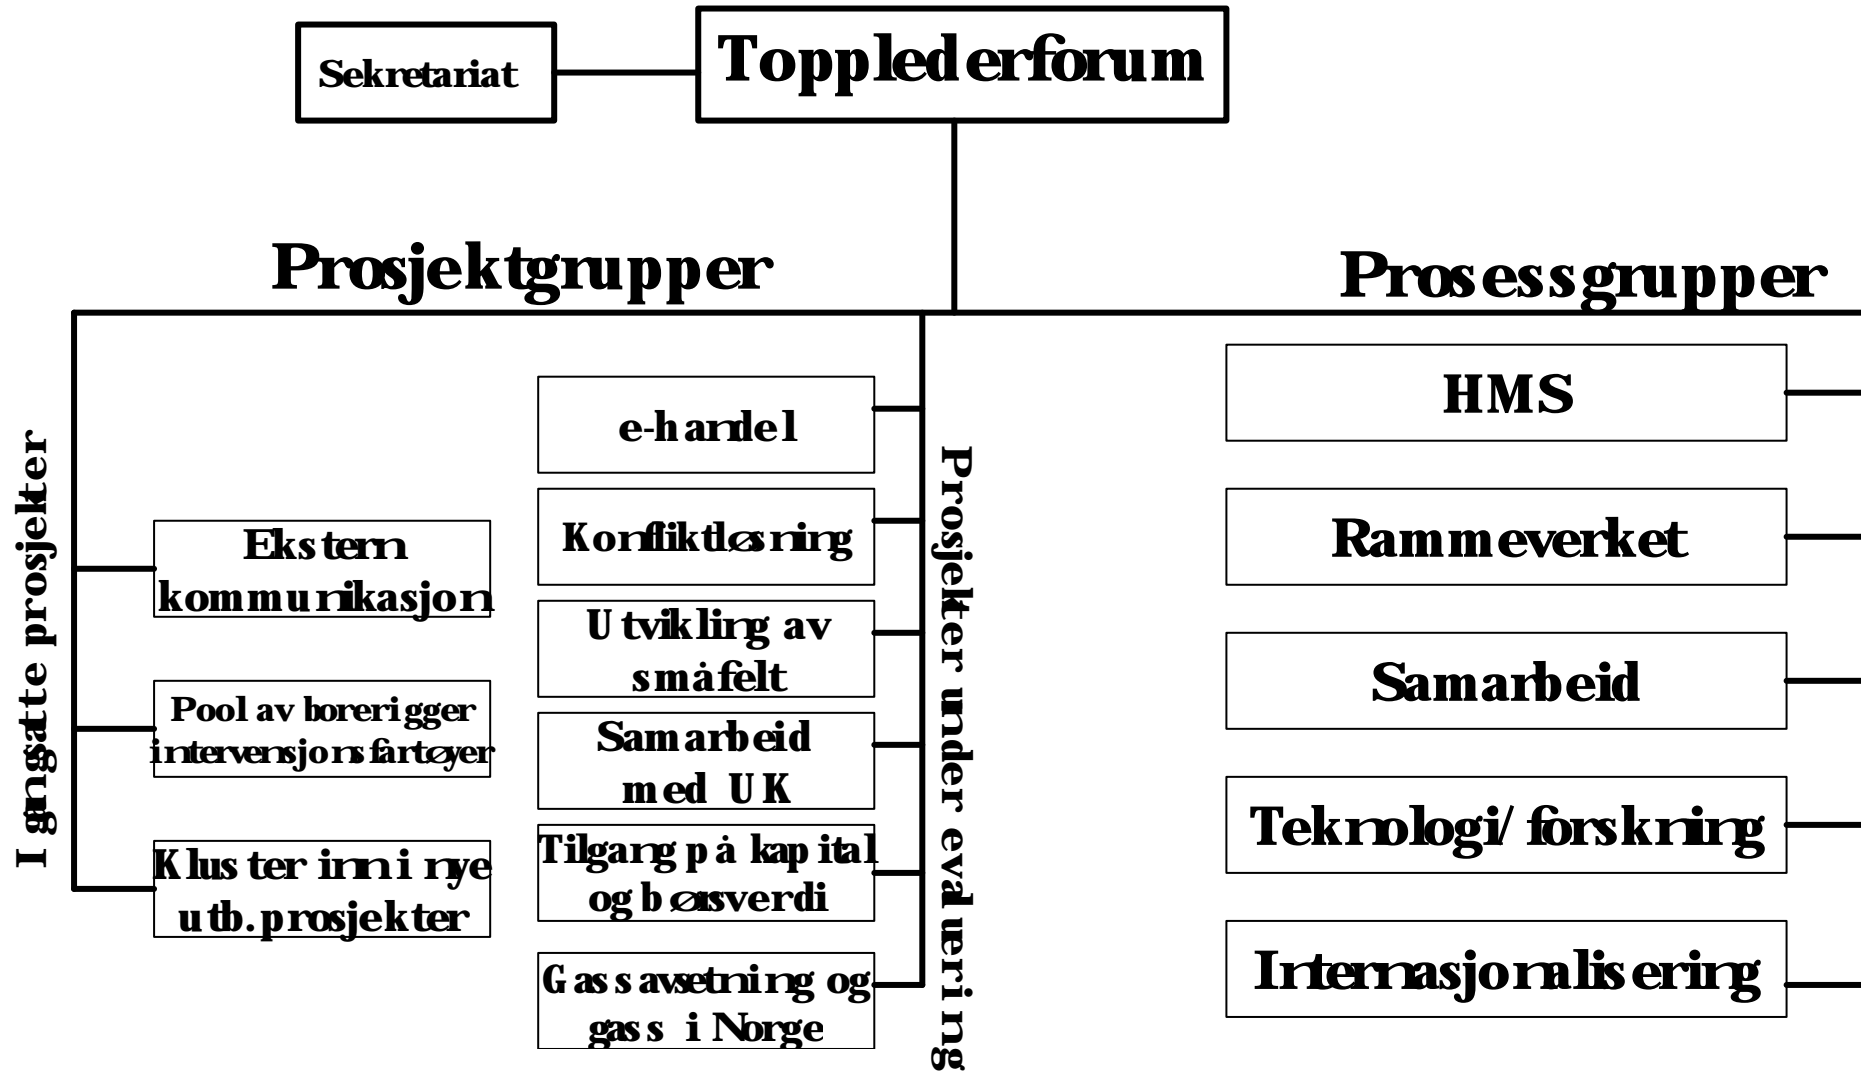 Sekretariat
Topplederforum
Prosjektgrupper
Prosessgrupper
Igangsatte prosjekter
Ekstern
kommunikasjon
Pool av borerigger
intervensjonsfartøyer
Kluster inn i nye
utb.prosjekter
e-handel
Konfliktløsning
Utvikling av
småfelt
Samarbeid
med UK
Tilgang på kapital
og børsverdi
Gassavsetning og
gass i Norge
Prosjekter under evaluering
HMS
Rammeverket
Samarbeid
Teknologi/forskning
Internasjonalisering